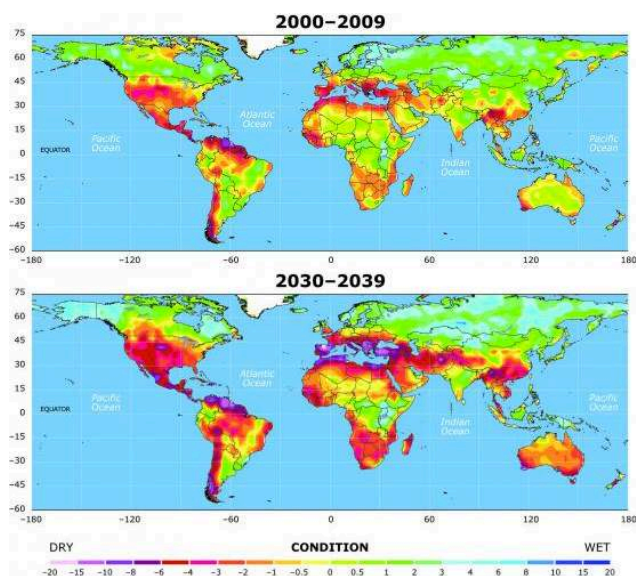 2000–2009
75
60
45
30
15
0
−15
−30
−45
−60
EQUATOR
Pacific
Ocean
Atlantic
Ocean
Indian
Ocean
Pacific
Ocean
−180 −120 −60 0 60 120 180
2030–2039
75
60
45
30
15
0
−15
−30
−45
−60
EQUATOR
Pacific
Ocean
Atlantic
Ocean
Indian
Ocean
Pacific
Ocean
−180 −120 −60 0 60 120 180
DRY CONDITION WET
−20 −15 −10 −8 −6 −4 −3 −2 −1 −0.5 0 0.5 1 2 3 4 6 8 10 15 20